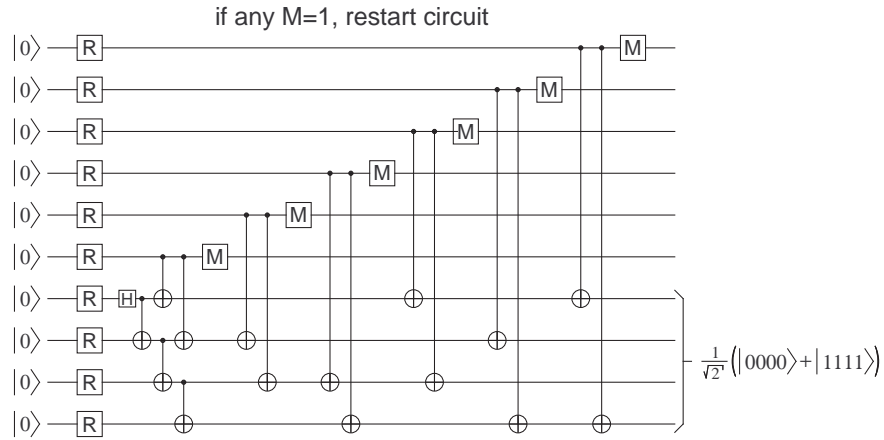 if any M=1, restart circuit
|0⟩ R M
|0⟩ R M
|0⟩ R M
|0⟩ R M
|0⟩ R M
|0⟩ R M
|0⟩ R H
|0⟩ R
|0⟩ R
|0⟩ R
1/√2 (|0000⟩+|1111⟩)